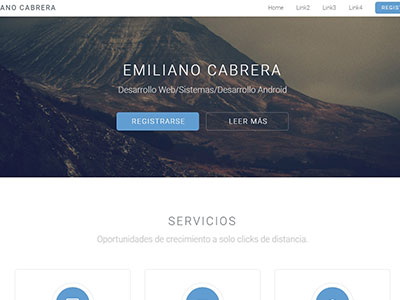 ANO CABRERA
Home Link2 Link3 Link4 REGIS
EMILIANO CABRERA
Desarrollo Web/Sistemas/Desarrollo Android
REGISTRARSE LEER MÁS
SERVICIOS
Oportunidades de crecimiento a solo clicks de distancia.